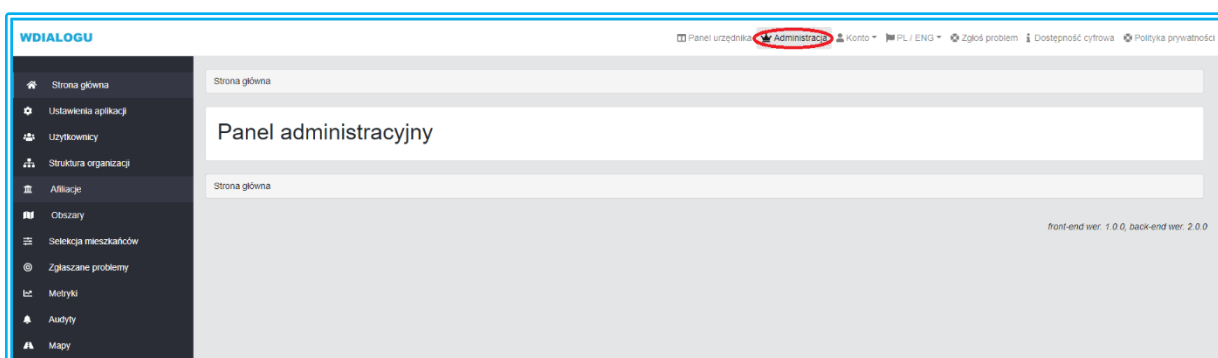 WDIALOGU
Panel urzędnika Administracja Konto PL / ENG Zgłoś problem Dostępność cyfrowa Polityka prywatności
Strona główna
Ustawienia aplikacji
Użytkownicy
Struktura organizacji
Afiliacje
Obszary
Selekcja mieszkańców
Zgłaszane problemy
Metryki
Audyty
Mapy
Strona główna
Panel administracyjny
Strona główna
front-end wer. 1.0.0, back-end wer. 2.0.0